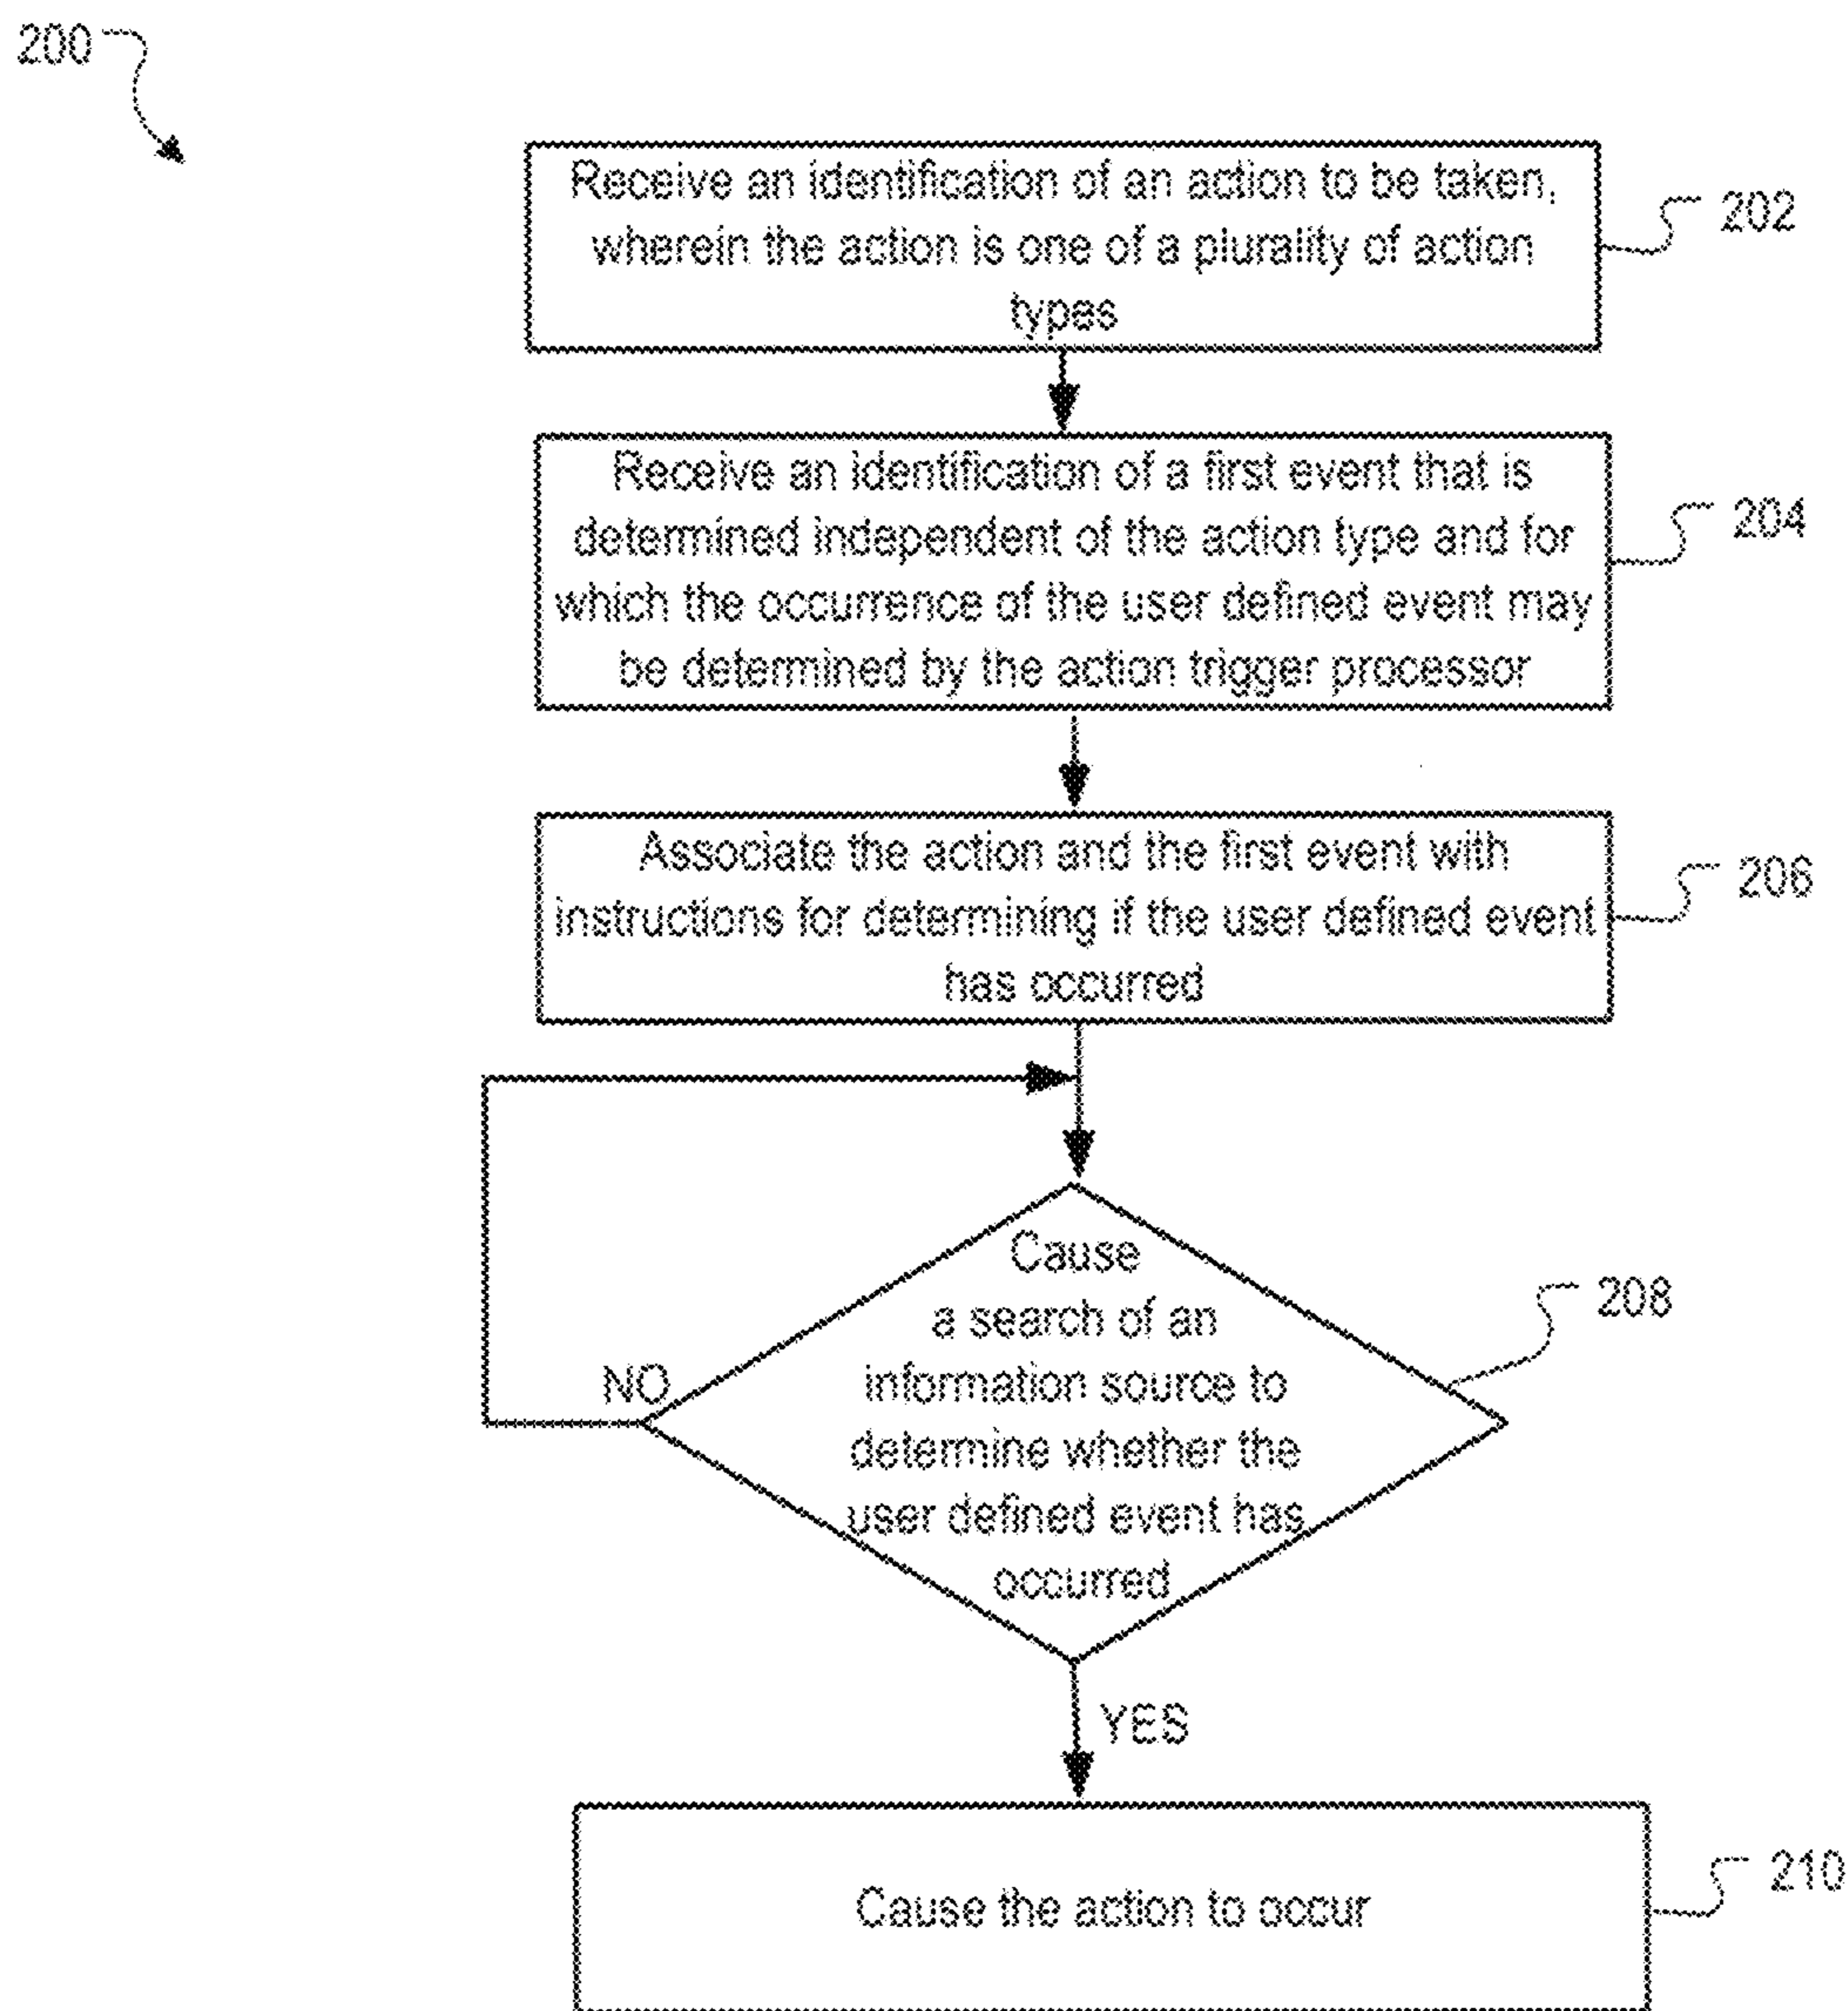 200
Receive an identification of an action to be taken,
wherein the action is one of a plurality of action
types
202
Receive an identification of a first event that is
determined independent of the action type and for
which the occurrence of the user defined event may
be determined by the action trigger processor
204
Associate the action and the first event with
instructions for determining if the user defined event
has occurred
206
Cause
a search of an
information source to
determine whether the
user defined event has
occurred
208
NO
YES
Cause the action to occur
210